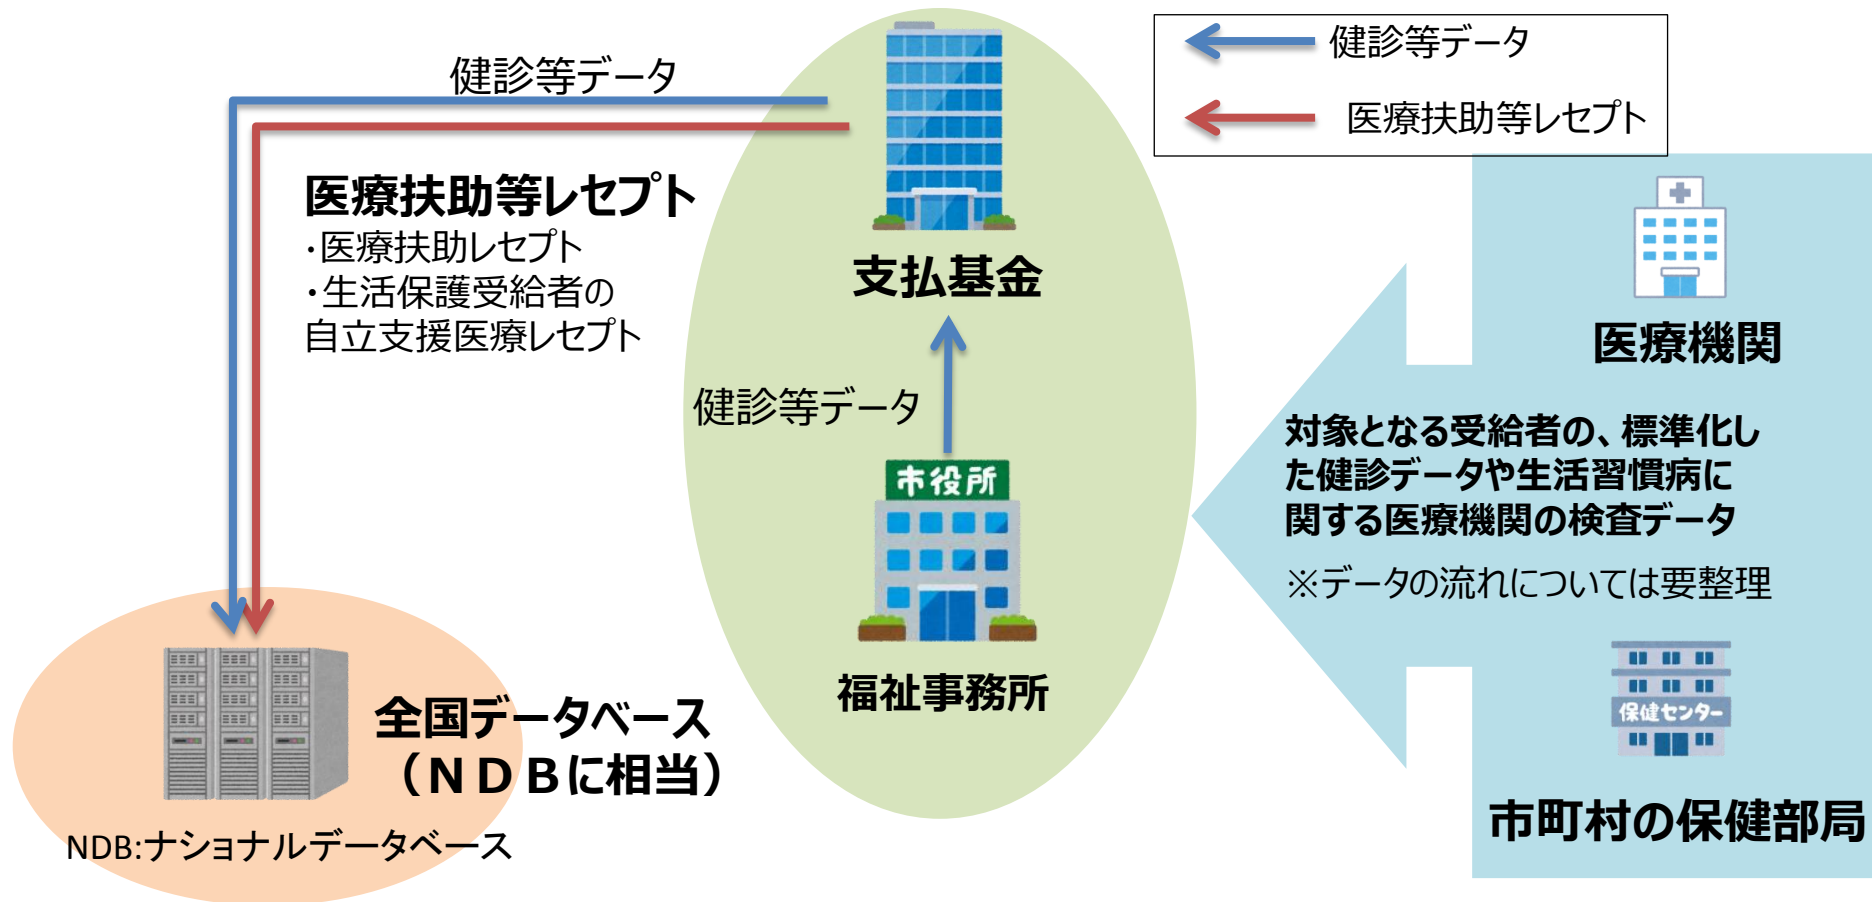 健診等データ
医療扶助等レセプト
健診等データ
医療扶助等レセプト
・医療扶助レセプト
・生活保護受給者の
自立支援医療レセプト
支払基金
健診等データ
市役所
福祉事務所
医療機関
対象となる受給者の、標準化し
た健診データや生活習慣病に
関する医療機関の検査データ
※データの流れについては要整理
保健センター
市町村の保健部局
全国データベース
（ＮＤＢに相当）
NDB:ナショナルデータベース